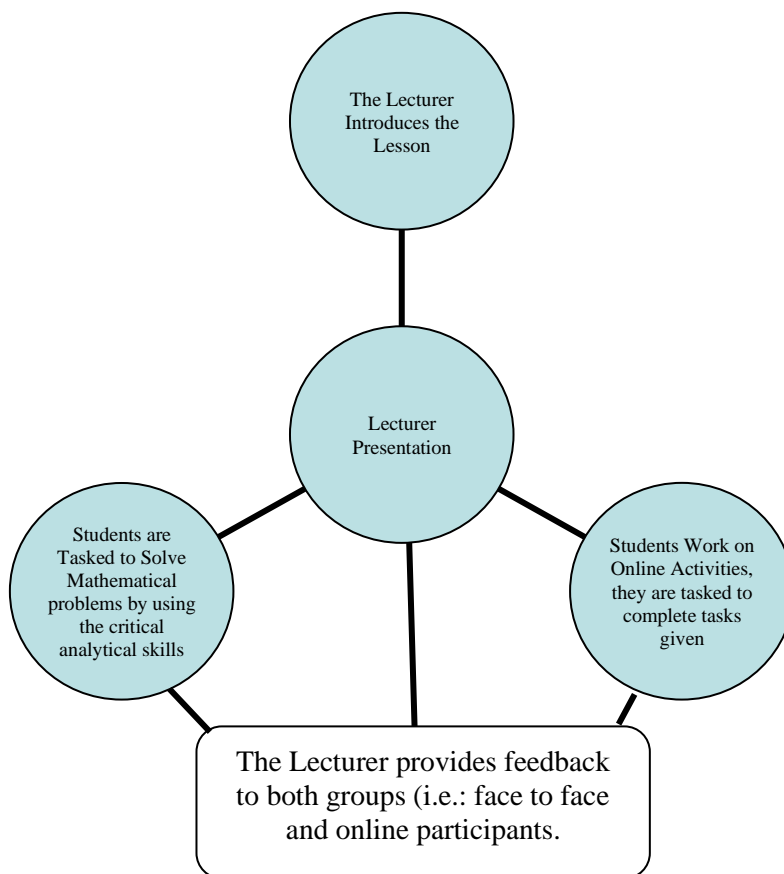 The Lecturer
Introduces the
Lesson
Lecturer
Presentation
Students are
Tasked to Solve
Mathematical
problems by using
the critical
analytical skills
Students Work on
Online Activities,
they are tasked to
complete tasks
given
The Lecturer provides feedback
to both groups (i.e.: face to face
and online participants.